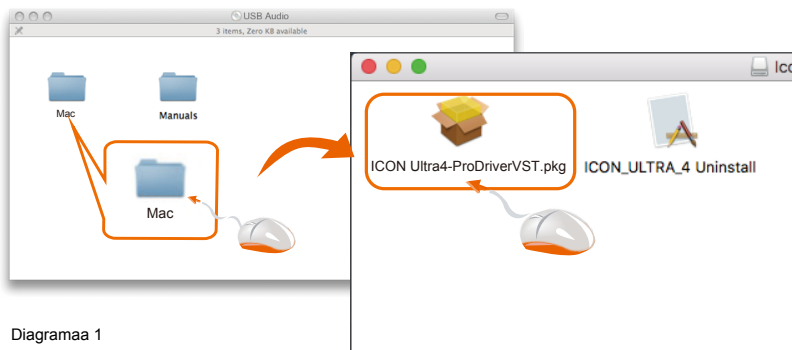 USB Audio
3 items, Zero KB available
Mac
Manuals
Mac
ICON Ultra4-ProDriverVST.pkg
ICON_ULTRA_4 Uninstall
Diagramaa 1